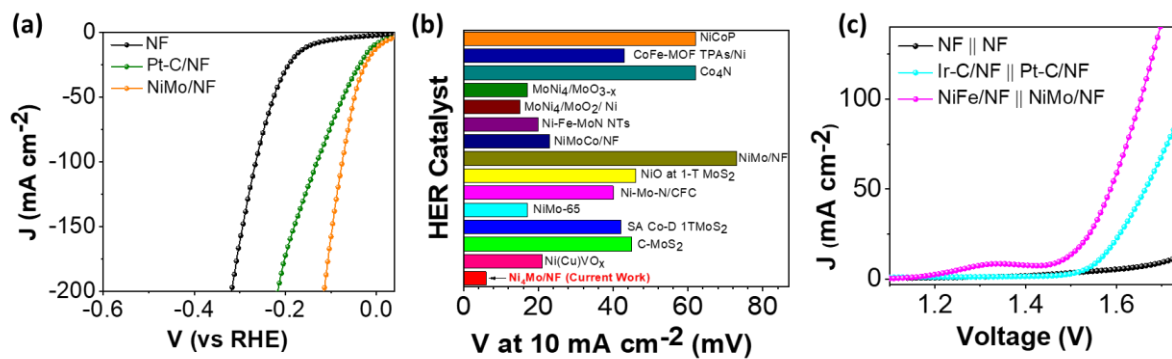 (a)
NF
Pt-C/NF
NiMo/NF
0
-50
-100
-150
-200
J (mA cm⁻²)
-0.6 -0.4 -0.2 0.0
V (vs RHE)
(b)
HER Catalyst
NiCoP
CoFe-MOF TPAs/Ni
Co₄N
MoNi₄/MoO₃₋ₓ
MoNi₄/MoO₂/ Ni
Ni-Fe-MoN NTs
NiMoCo/NF
NiMo/NF
NiO at 1-T MoS₂
Ni-Mo-N/CFC
NiMo-65
SA Co-D 1TMoS₂
C-MoS₂
Ni(Cu)VOₓ
Ni₄Mo/NF (Current Work)
0 20 40 60 80
V at 10 mA cm⁻² (mV)
(c)
NF || NF
Ir-C/NF || Pt-C/NF
NiFe/NF || NiMo/NF
100
50
0
J (mA cm⁻²)
1.2 1.4 1.6
Voltage (V)